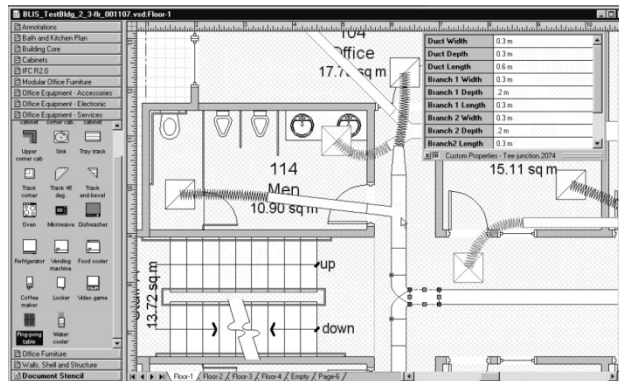 BLIS_TestBldg_2_3-flr_001107.vsd:Floor-1
Annotations
Bath and Kitchen Plan
Building Core
Cabinets
IFC R2.0
Modular Office Furniture
Office Equipment - Accessories
Office Equipment - Electronic
Office Equipment - Services
cabinet corner cab. cabinet
Upper corner cab
Sink
Tray track
Track corner
Track 45 deg.
Track and-bevel
Oven
Microwave
Dishwasher
Refrigerator
Vending machine
Food cooler
Coffee maker
Locker
Video game
Ping-pong table
Water cooler
Office Furniture
Walls, Shell and Structure
Document Stencil
104
Office
17.7
sq m
114
Men
10.90 sq m
15.11 sq m
13.72 sq m
up
down
Duct Width 0.3 m
Duct Depth 0.3 m
Duct Length 0.6 m
Branch 1 Width 0.3 m
Branch 1 Depth .2 m
Branch 1 Length 0.3 m
Branch 2 Width 0.3 m
Branch 2 Depth .2 m
Branch2 Length 0.3 m
Custom Properties - Tee junction.2074
Floor-1 Floor-2 Floor-3 Floor-4 Empty Page-6